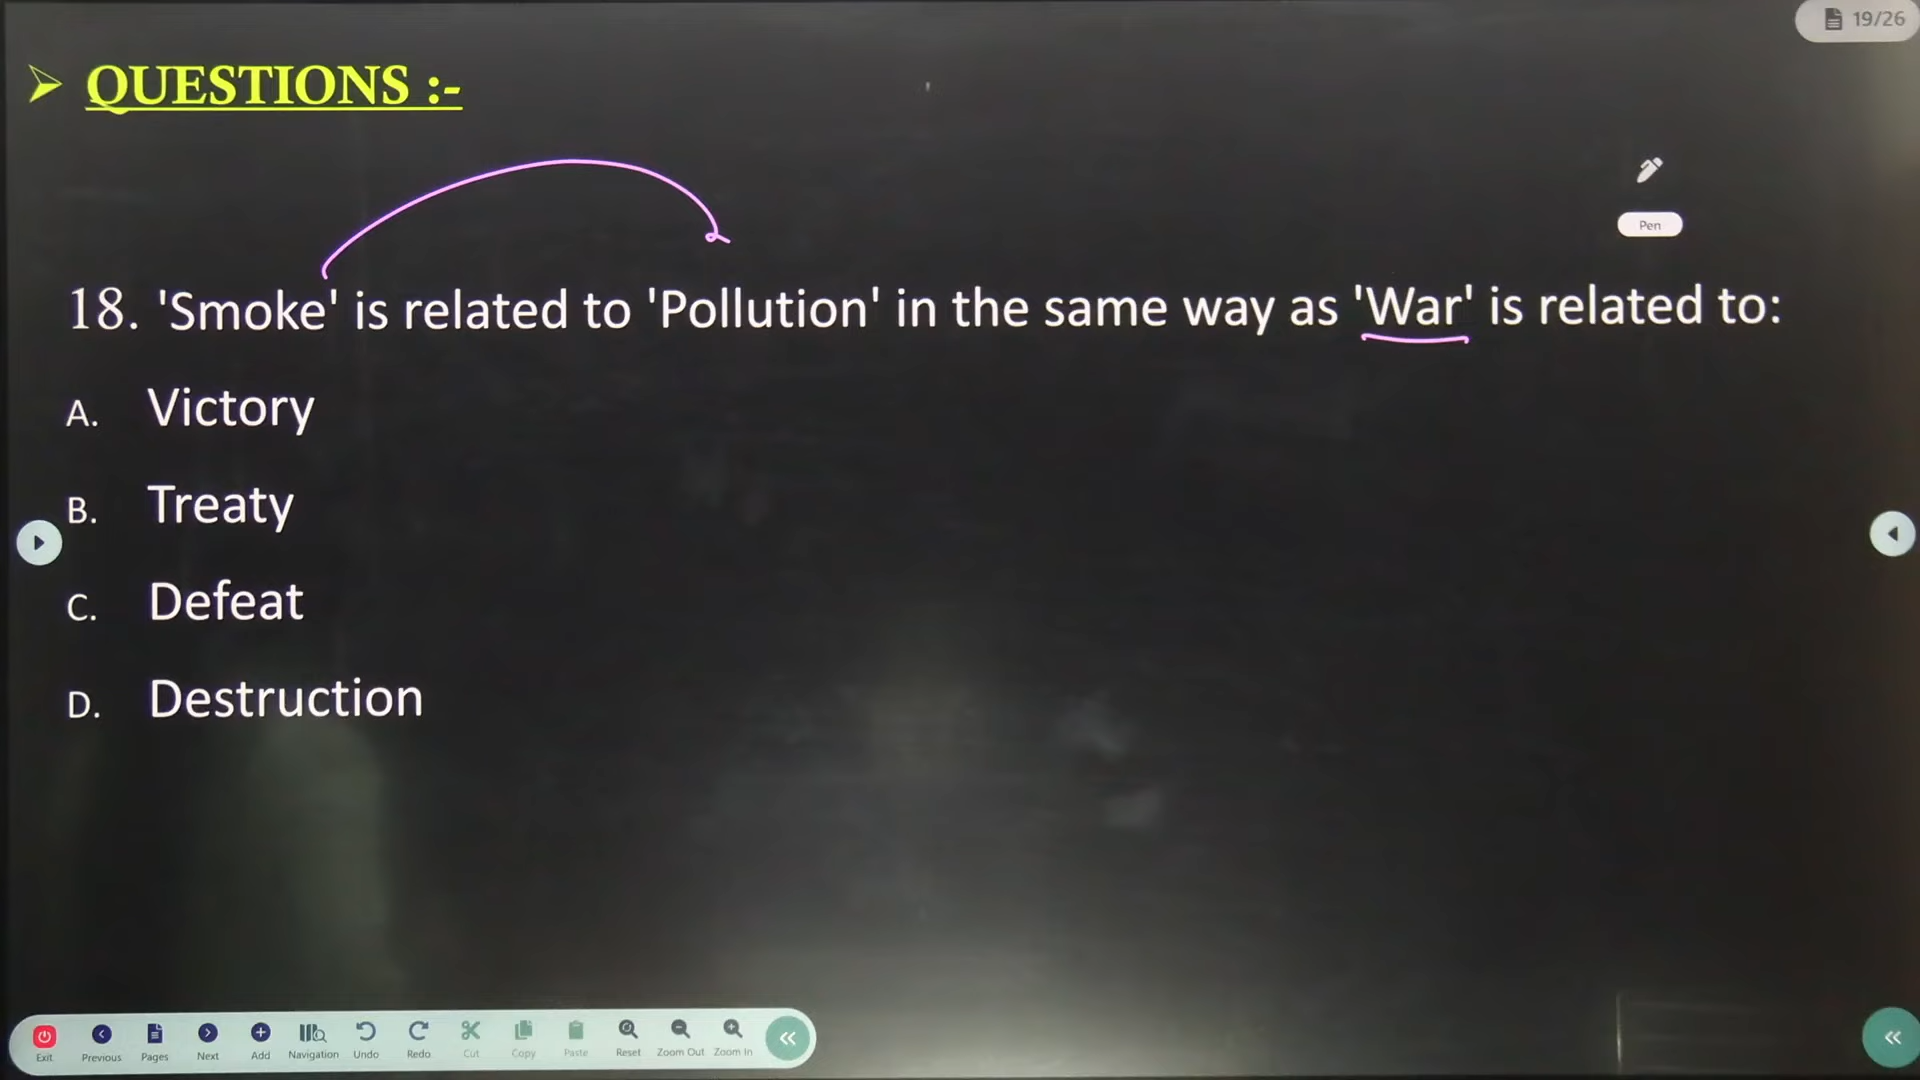 19/26
➢ QUESTIONS :-
Pen
18. 'Smoke' is related to 'Pollution' in the same way as 'War' is related to:
A. Victory
B. Treaty
C. Defeat
D. Destruction
Exit Previous Pages Next Add Navigation Undo Redo Cut Copy Paste Reset Zoom Out Zoom In